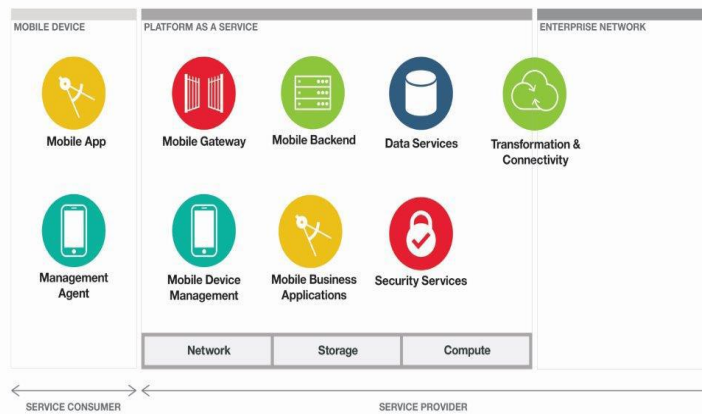 MOBILE DEVICE
PLATFORM AS A SERVICE
ENTERPRISE NETWORK
Mobile App
Mobile Gateway
Mobile Backend
Data Services
Transformation &
Connectivity
Management
Agent
Mobile Device
Management
Mobile Business
Applications
Security Services
Network
Storage
Compute
SERVICE CONSUMER
SERVICE PROVIDER